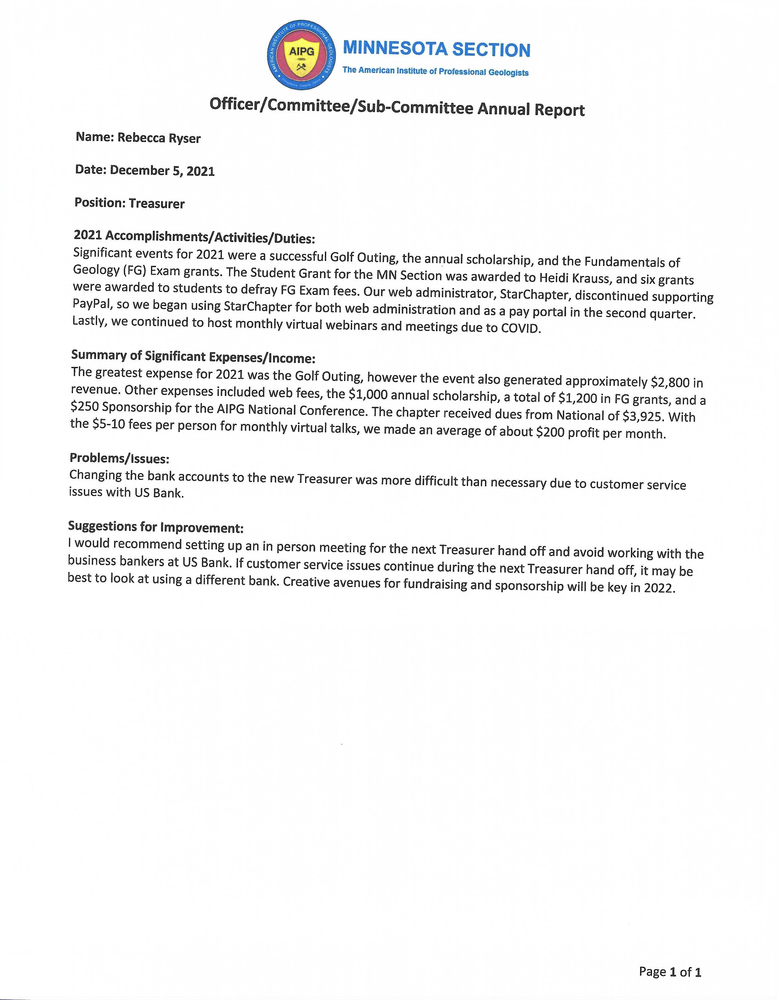 AMERICAN INSTITUTE OF PROFESSIONAL GEOLOGISTS
AIPG
MINNESOTA SECTION
The American Institute of Professional Geologists
Officer/Committee/Sub-Committee Annual Report
Name: Rebecca Ryser
Date: December 5, 2021
Position: Treasurer
2021 Accomplishments/Activities/Duties:
Significant events for 2021 were a successful Golf Outing, the annual scholarship, and the Fundamentals of
Geology (FG) Exam grants. The Student Grant for the MN Section was awarded to Heidi Krauss, and six grants
were awarded to students to defray FG Exam fees. Our web administrator, StarChapter, discontinued supporting
PayPal, so we began using StarChapter for both web administration and as a pay portal in the second quarter.
Lastly, we continued to host monthly virtual webinars and meetings due to COVID.
Summary of Significant Expenses/Income:
The greatest expense for 2021 was the Golf Outing, however the event also generated approximately $2,800 in
revenue. Other expenses included web fees, the $1,000 annual scholarship, a total of $1,200 in FG grants, and a
$250 Sponsorship for the AIPG National Conference. The chapter received dues from National of $3,925. With
the $5-10 fees per person for monthly virtual talks, we made an average of about $200 profit per month.
Problems/Issues:
Changing the bank accounts to the new Treasurer was more difficult than necessary due to customer service
issues with US Bank.
Suggestions for Improvement:
I would recommend setting up an in person meeting for the next Treasurer hand off and avoid working with the
business bankers at US Bank. If customer service issues continue during the next Treasurer hand off, it may be
best to look at using a different bank. Creative avenues for fundraising and sponsorship will be key in 2022.
Page 1 of 1